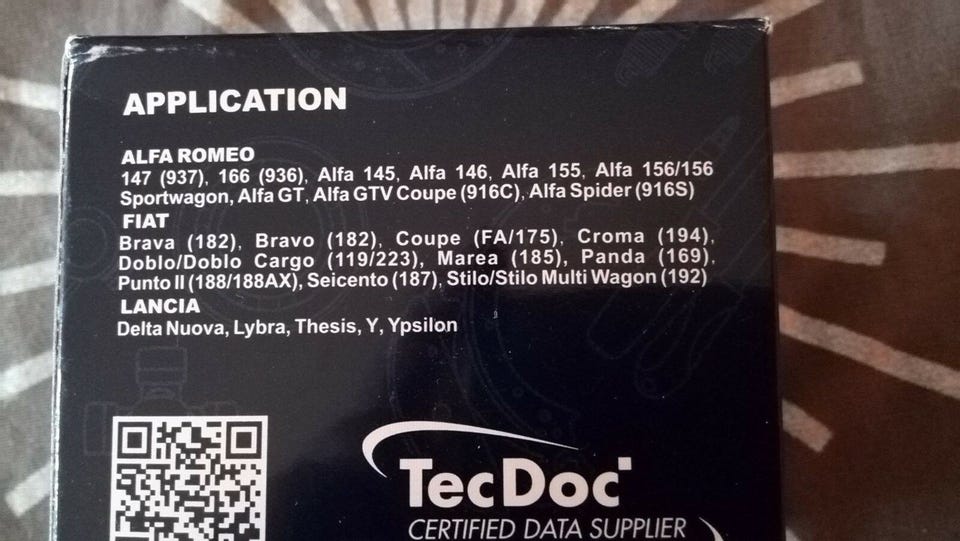 APPLICATION
ALFA ROMEO
147 (937), 166 (936), Alfa 145, Alfa 146, Alfa 155, Alfa 156/156
Sportwagon, Alfa GT, Alfa GTV Coupe (916C), Alfa Spider (916S)
FIAT
Brava (182), Bravo (182), Coupe (FA/175), Croma (194),
Doblo/Doblo Cargo (119/223), Marea (185), Panda (169),
Punto II (188/188AX), Seicento (187), Stilo/Stilo Multi Wagon (192)
LANCIA
Delta Nuova, Lybra, Thesis, Y, Ypsilon
TecDoc
CERTIFIED DATA SUPPLIER